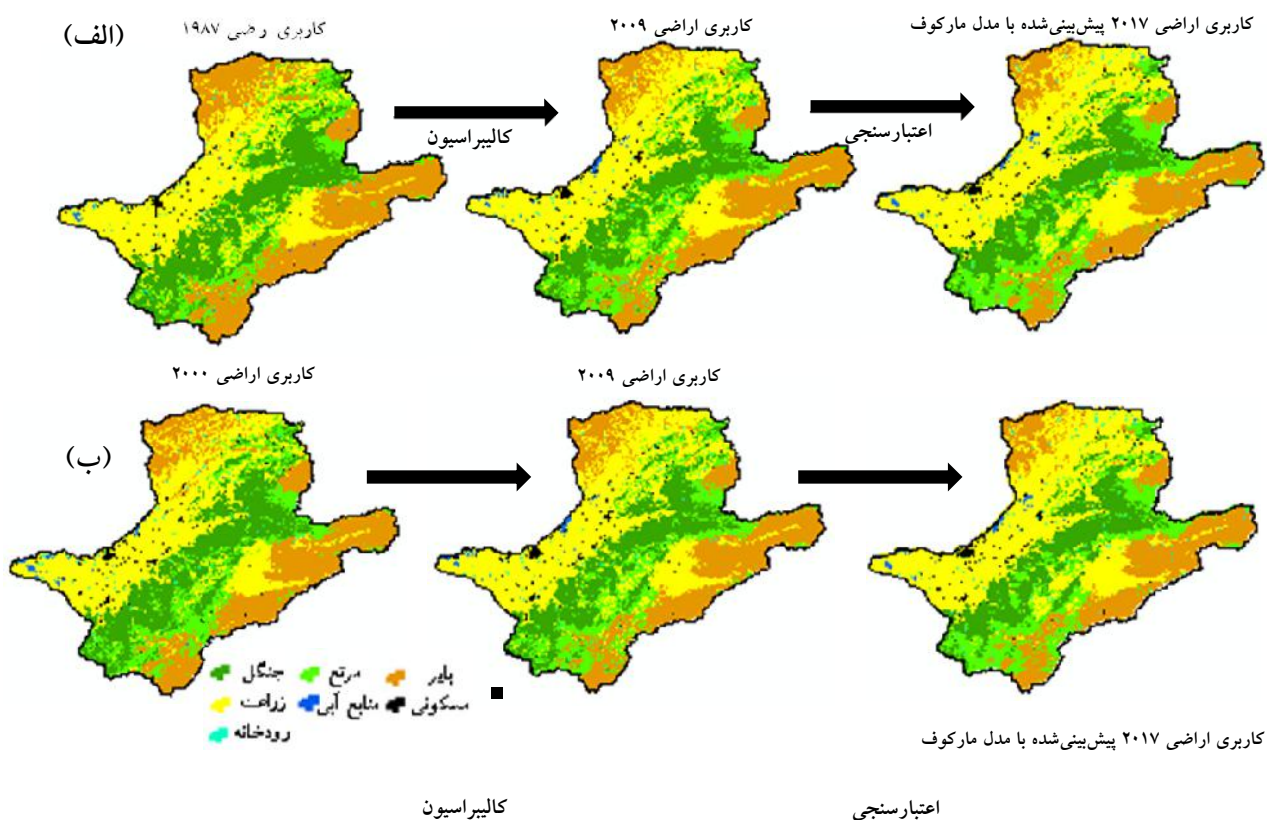 (الف)
کاربری رضی ۱۹۸۷
کاربری اراضی ۲۰۰۹
کاربری اراضی ۲۰۱۷ پیش‌بینی‌شده با مدل مارکوف
کالیبراسیون
اعتبارسنجی
کاربری اراضی ۲۰۰۰
کاربری اراضی ۲۰۰۹
(ب)
جنگل مرتع بایر
زراعت منابع آبی مسکونی
رودخانه
کاربری اراضی ۲۰۱۷ پیش‌بینی‌شده با مدل مارکوف
کالیبراسیون
اعتبارسنجی